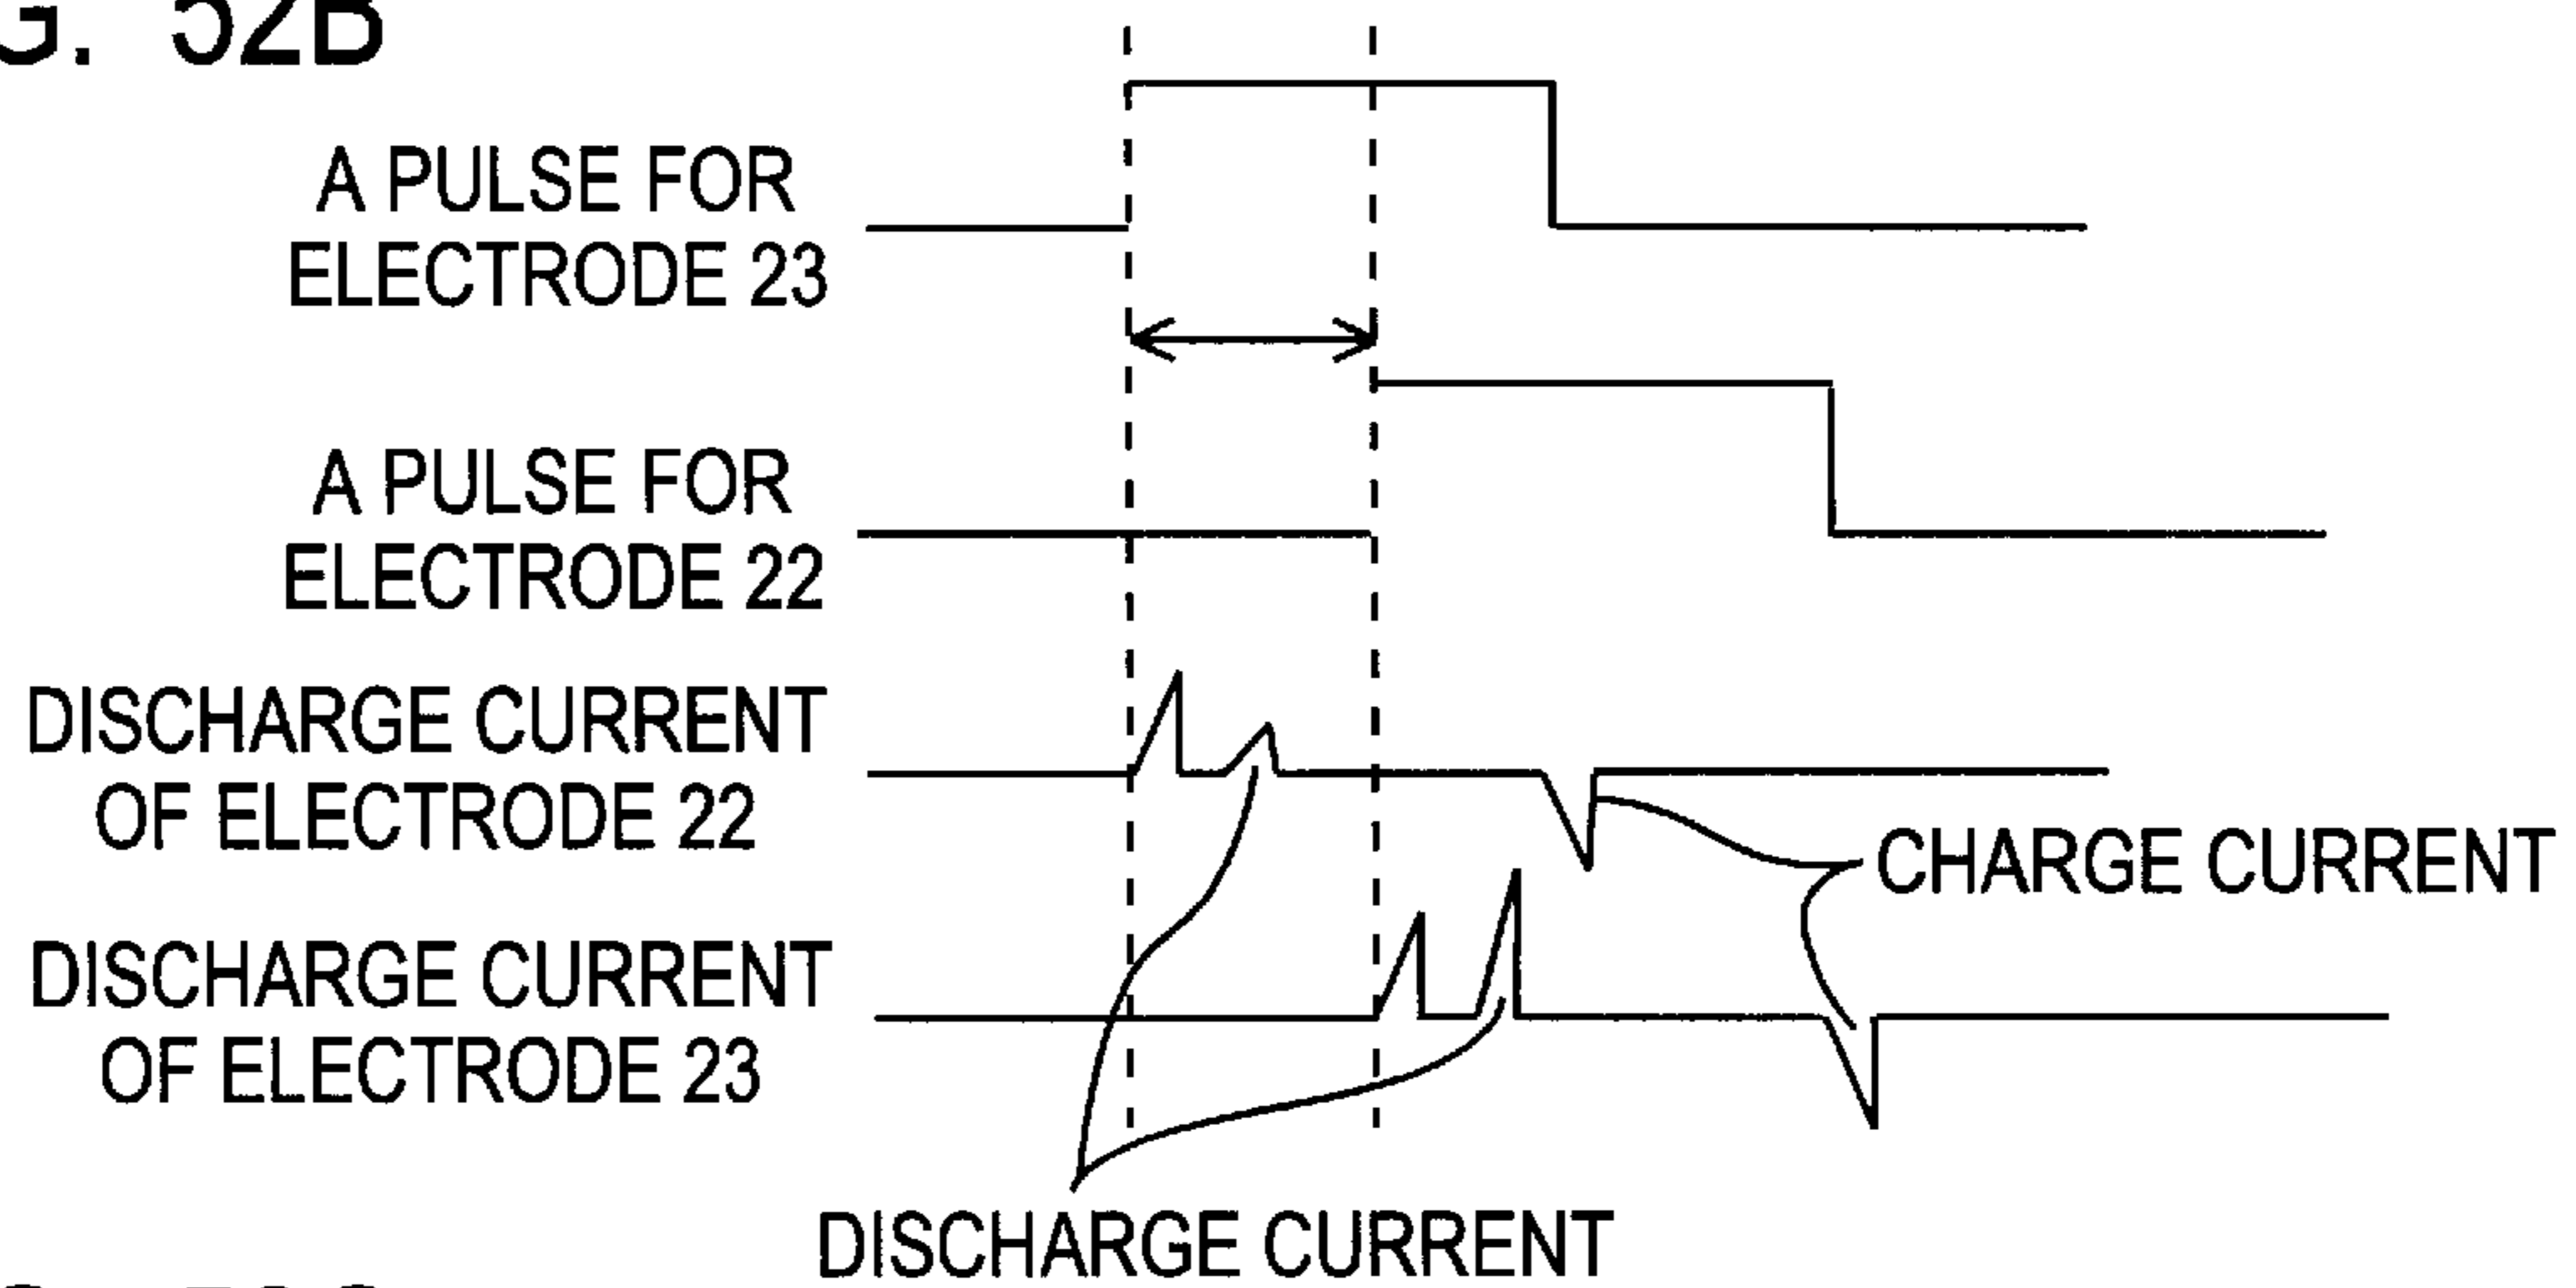 G. 52B
A PULSE FOR
ELECTRODE 23
A PULSE FOR
ELECTRODE 22
DISCHARGE CURRENT
OF ELECTRODE 22
CHARGE CURRENT
DISCHARGE CURRENT
OF ELECTRODE 23
DISCHARGE CURRENT